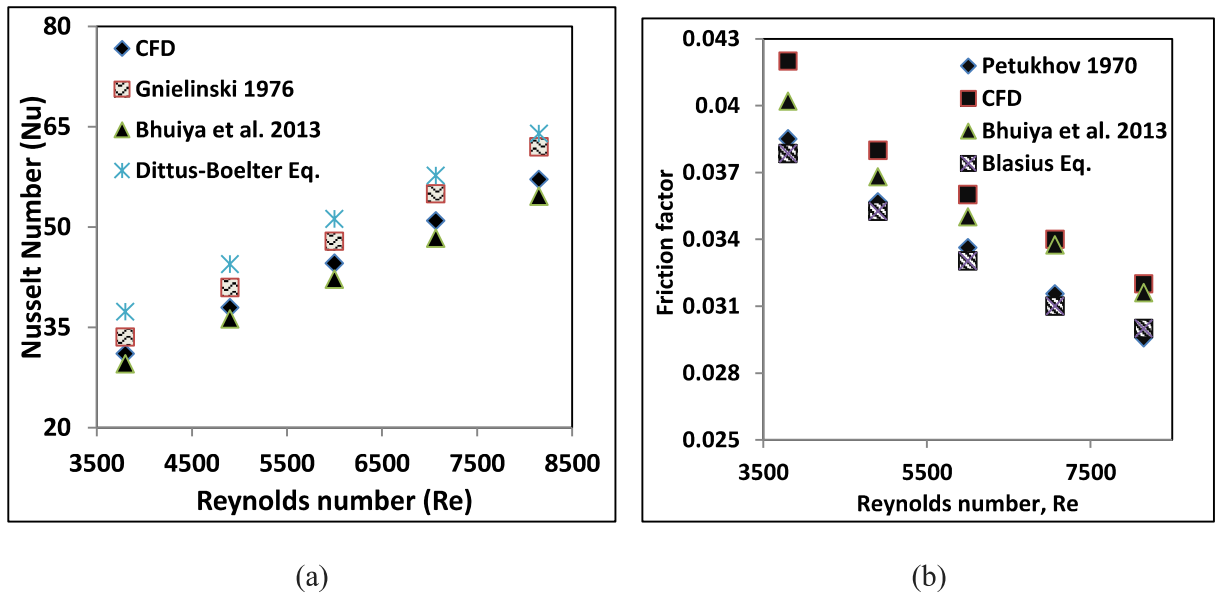 80
65
50
35
20
Nusselt Number (Nu)
CFD
Gnielinski 1976
Bhuiya et al. 2013
Dittus-Boelter Eq.
3500 4500 5500 6500 7500 8500
Reynolds number (Re)
(a)
0.043
0.04
0.037
0.034
0.031
0.028
0.025
Friction factor
Petukhov 1970
CFD
Bhuiya et al. 2013
Blasius Eq.
3500 5500 7500
Reynolds number, Re
(b)